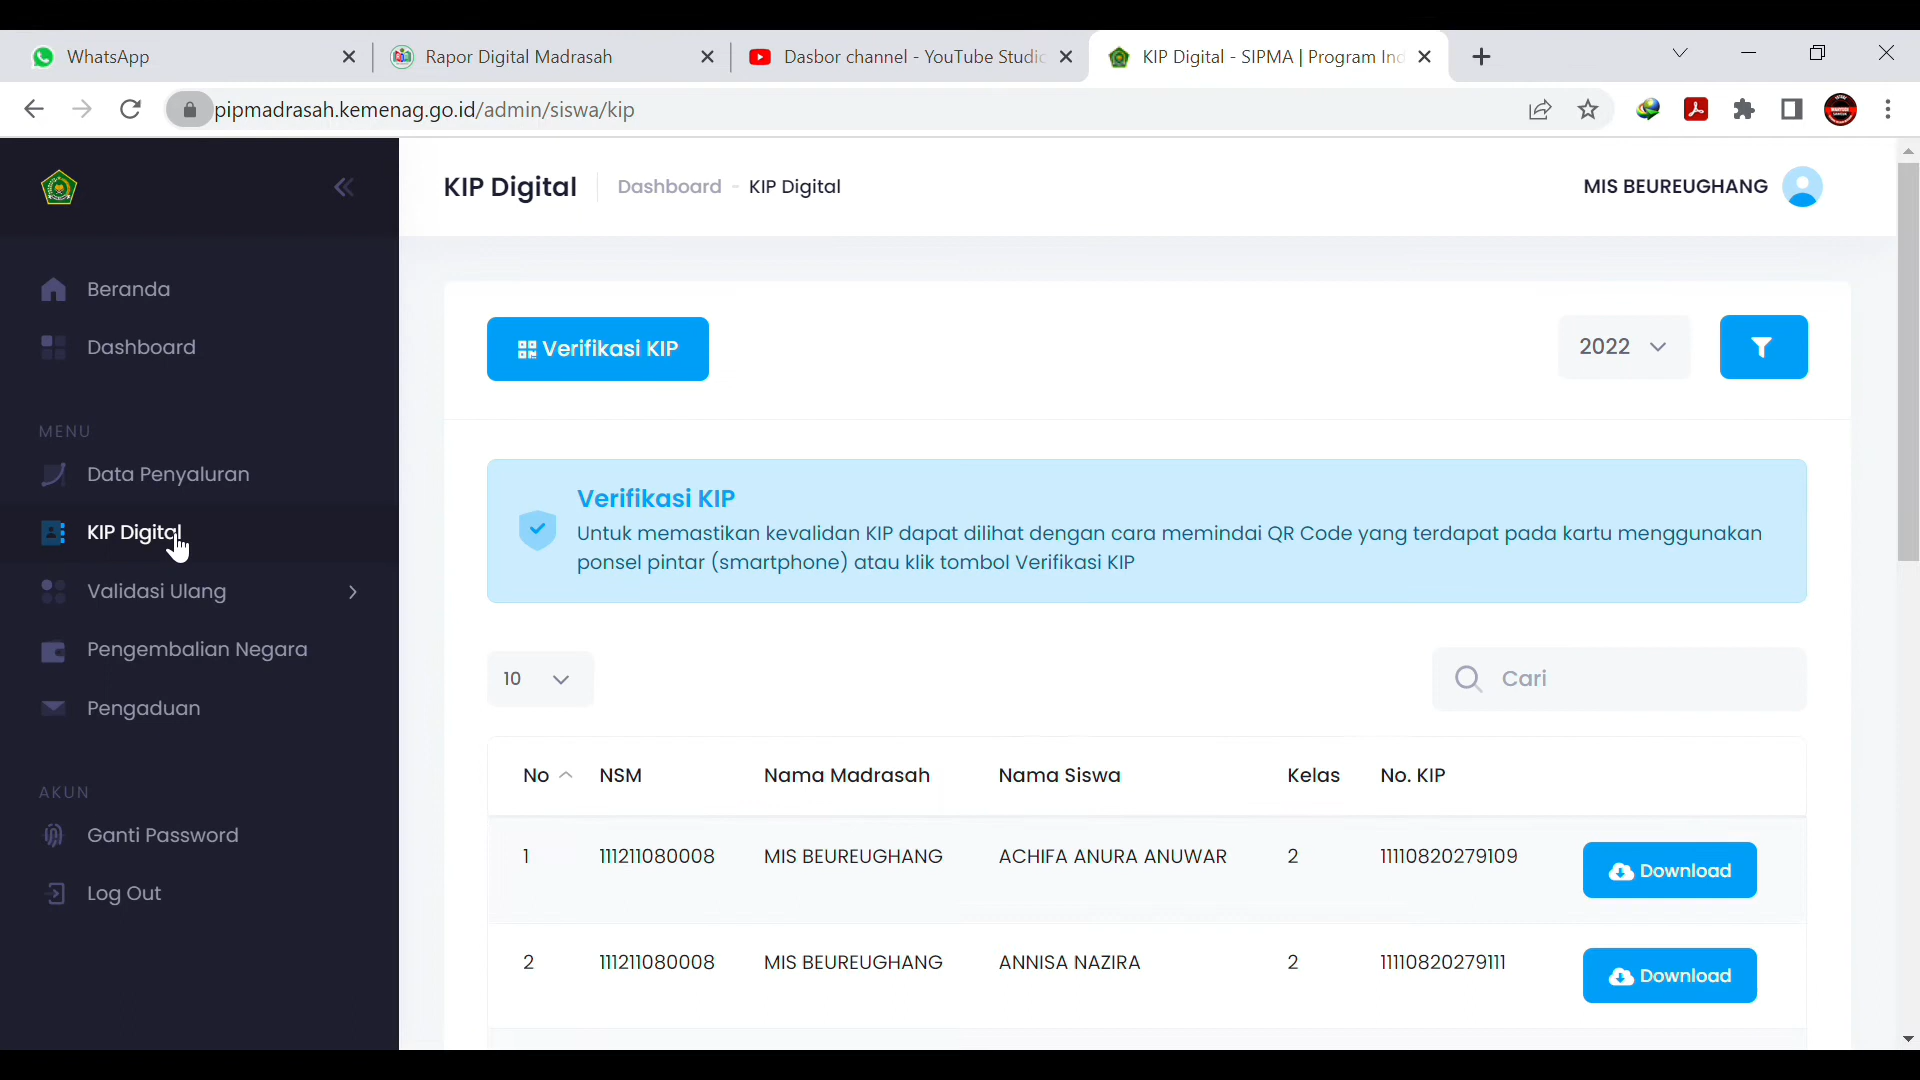 WhatsApp
Rapor Digital Madrasah
Dasbor channel - YouTube Studio
KIP Digital - SIPMA | Program Ind
pipmadrasah.kemenag.go.id/admin/siswa/kip
KIP Digital
Dashboard - KIP Digital
MIS BEUREUGHANG
Beranda
Dashboard
MENU
Data Penyaluran
KIP Digital
Validasi Ulang
Pengembalian Negara
Pengaduan
AKUN
Ganti Password
Log Out
Verifikasi KIP
2022
Verifikasi KIP
Untuk memastikan kevalidan KIP dapat dilihat dengan cara memindai QR Code yang terdapat pada kartu menggunakan
ponsel pintar (smartphone) atau klik tombol Verifikasi KIP
10
Cari
No NSM Nama Madrasah Nama Siswa Kelas No. KIP
1 111211080008 MIS BEUREUGHANG ACHIFA ANURA ANUWAR 2 11110820279109 Download
2 111211080008 MIS BEUREUGHANG ANNISA NAZIRA 2 11110820279111 Download